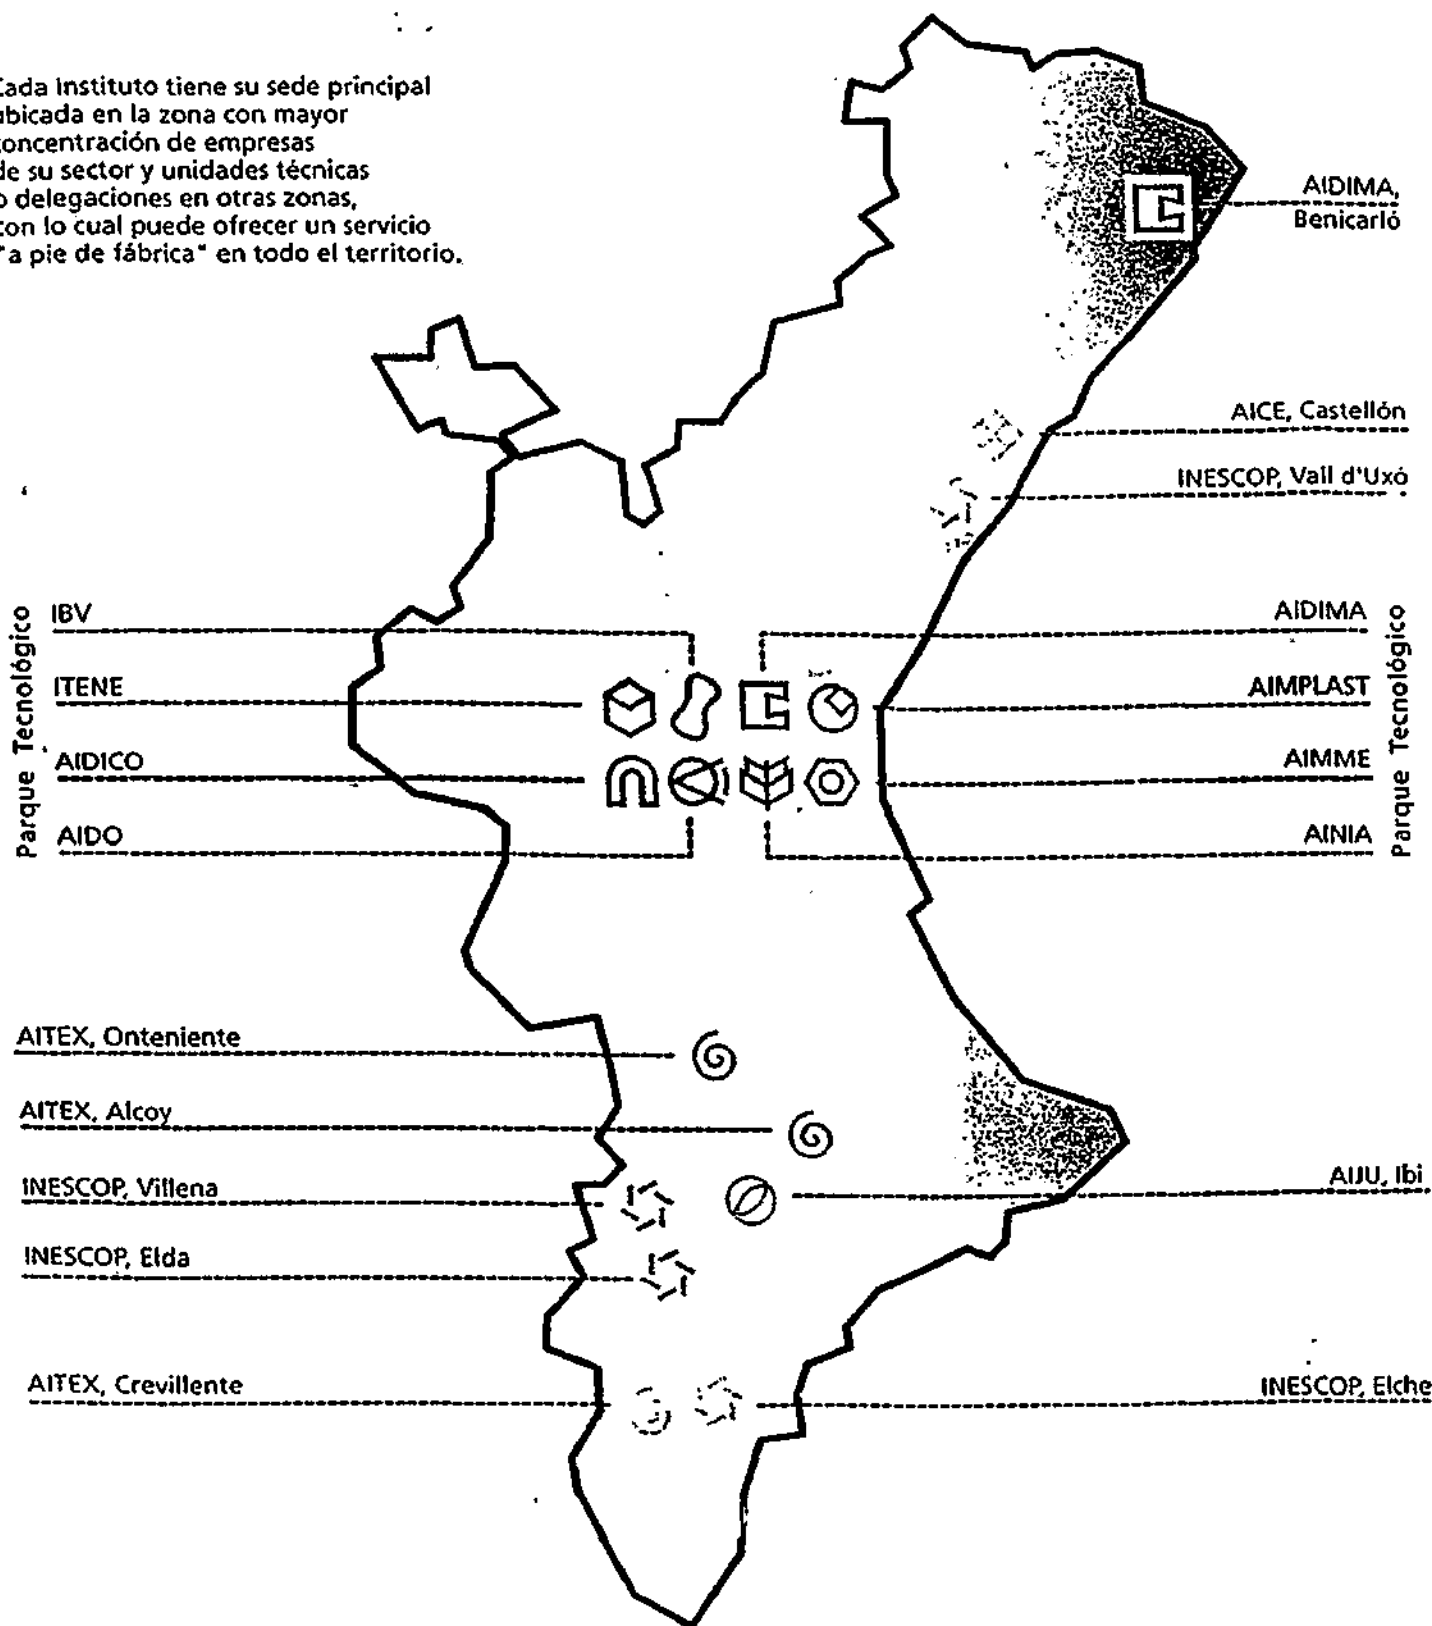 Cada Instituto tiene su sede principal
ubicada en la zona con mayor
concentración de empresas
de su sector y unidades técnicas
o delegaciones en otras zonas,
con lo cual puede ofrecer un servicio
"a pie de fábrica" en todo el territorio.
AIDIMA,
Benicarló
AICE, Castellón
INESCOP, Vall d'Uxó
Parque Tecnológico
IBV
ITENE
AIDICO
AIDO
AIDIMA
AIMPLAST
AIMME
AINIA
Parque Tecnológico
AITEX, Onteniente
AITEX, Alcoy
INESCOP, Villena
AIJU, Ibi
INESCOP, Elda
AITEX, Crevillente
INESCOP, Elche